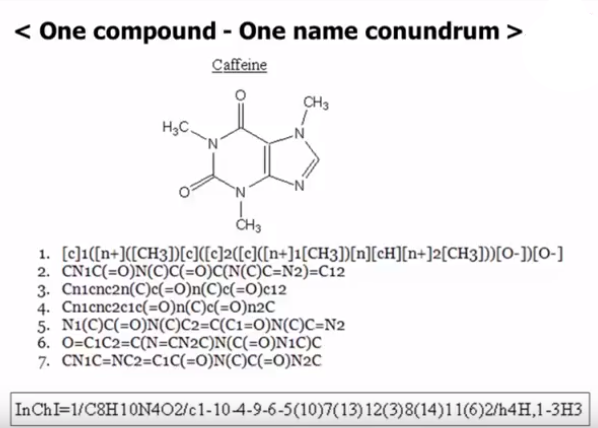 < One compound - One name conundrum >
Caffeine
O
CH3
H3C
N
N
O
N
N
CH3
1. [c]1([n+]([CH3])[c]([c]2([c]([n+]1[CH3])[n][cH][n+]2[CH3]))[O-])[O-]
2. CN1C(=O)N(C)C(=O)C(N(C)C=N2)=C12
3. Cn1cnc2n(C)c(=O)n(C)c(=O)c12
4. Cn1cnc2c1c(=O)n(C)c(=O)n2C
5. N1(C)C(=O)N(C)C2=C(C1=O)N(C)C=N2
6. O=C1C2=C(N=CN2C)N(C(=O)N1C)C
7. CN1C=NC2=C1C(=O)N(C)C(=O)N2C
InChI=1/C8H10N4O2/c1-10-4-9-6-5(10)7(13)12(3)8(14)11(6)2/h4H,1-3H3